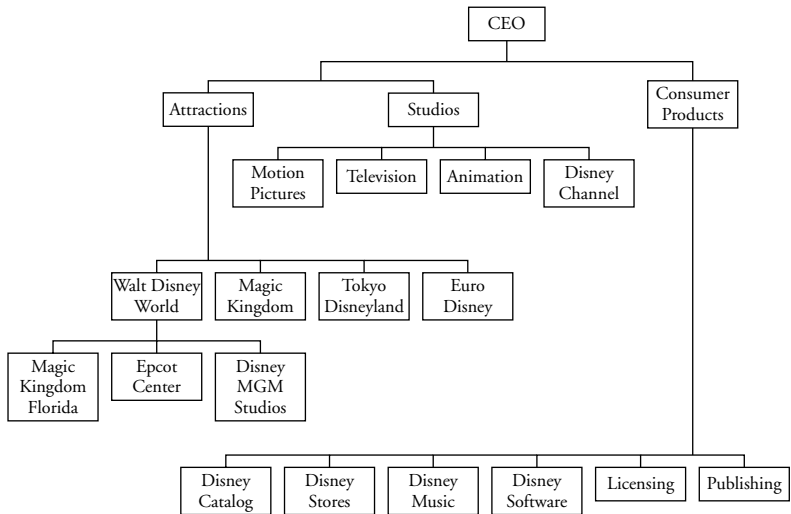 CEO
Attractions
Studios
Consumer
Products
Motion
Pictures
Television
Animation
Disney
Channel
Walt Disney
World
Magic
Kingdom
Tokyo
Disneyland
Euro
Disney
Magic
Kingdom
Florida
Epcot
Center
Disney
MGM
Studios
Disney
Catalog
Disney
Stores
Disney
Music
Disney
Software
Licensing
Publishing